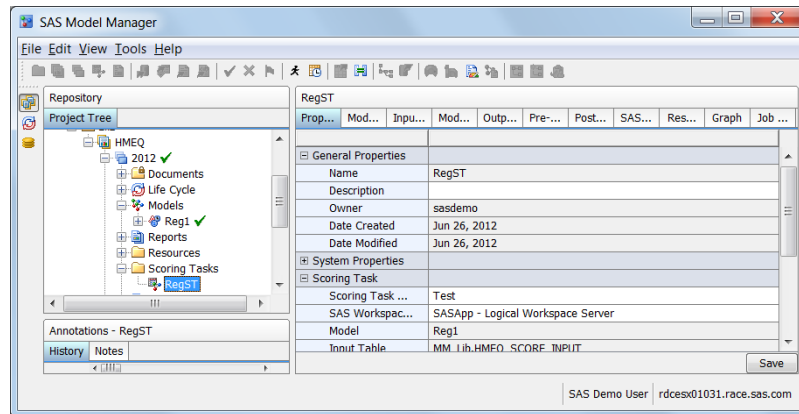 SAS Model Manager
File Edit View Tools Help
Repository
Project Tree
HMEQ
2012
Documents
Life Cycle
Models
Reg1
Reports
Resources
Scoring Tasks
RegST
Annotations - RegST
History Notes
RegST
Prop... Mod... Inpu... Mod... Outp... Pre-... Post... SAS... Res... Graph Job ...
General Properties
Name RegST
Description
Owner sasdemo
Date Created Jun 26, 2012
Date Modified Jun 26, 2012
System Properties
Scoring Task
Scoring Task ... Test
SAS Workspac... SASApp - Logical Workspace Server
Model Reg1
Input Table MM_Lib.HMEQ_SCORE_INPUT
Save
SAS Demo User rdcesx01031.race.sas.com